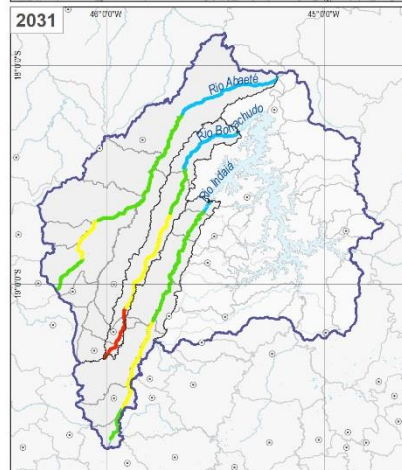 2031
46°0'0"W
45°0'0"W
18°0'0"S
Rio Abaeté
Rio Borrachudo
Rio Indaiá
19°0'0"S